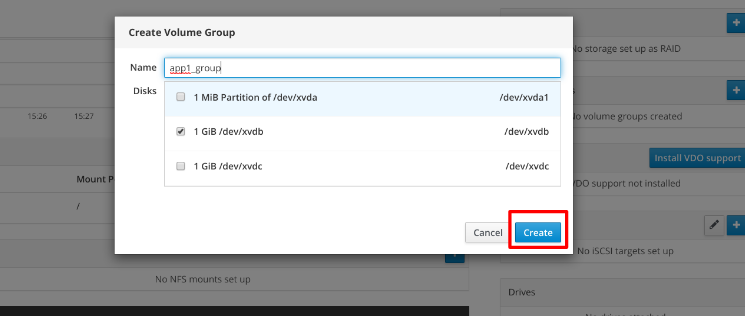 Create Volume Group
Name
app1_group
Disks
1 MiB Partition of /dev/xvda
/dev/xvda1
1 GiB /dev/xvdb
/dev/xvdb
1 GiB /dev/xvdc
/dev/xvdc
Cancel
Create
15:26
15:27
Mount P
/
No NFS mounts set up
No storage set up as RAID
No volume groups created
Install VDO support
VDO support not installed
No iSCSI targets set up
Drives